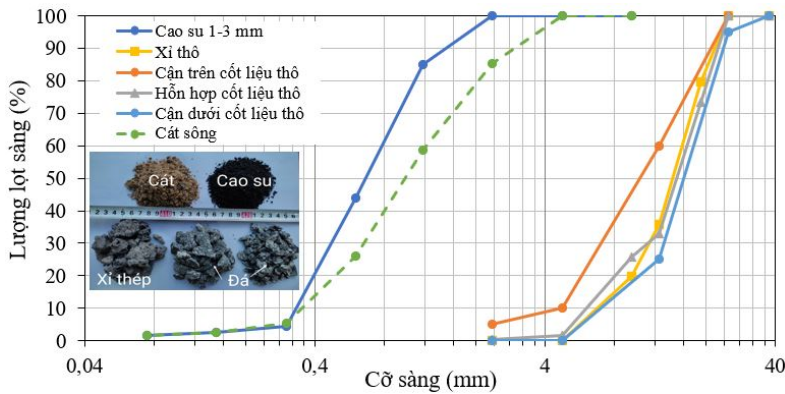 Lượng lọt sàng (%)
100
90
80
70
60
50
40
30
20
10
0
Cao su 1-3 mm
Xỉ thô
Cận trên cốt liệu thô
Hỗn hợp cốt liệu thô
Cận dưới cốt liệu thô
Cát sông
Cát
Cao su
Xỉ thép
Đá
0,04
0,4
4
40
Cỡ sàng (mm)